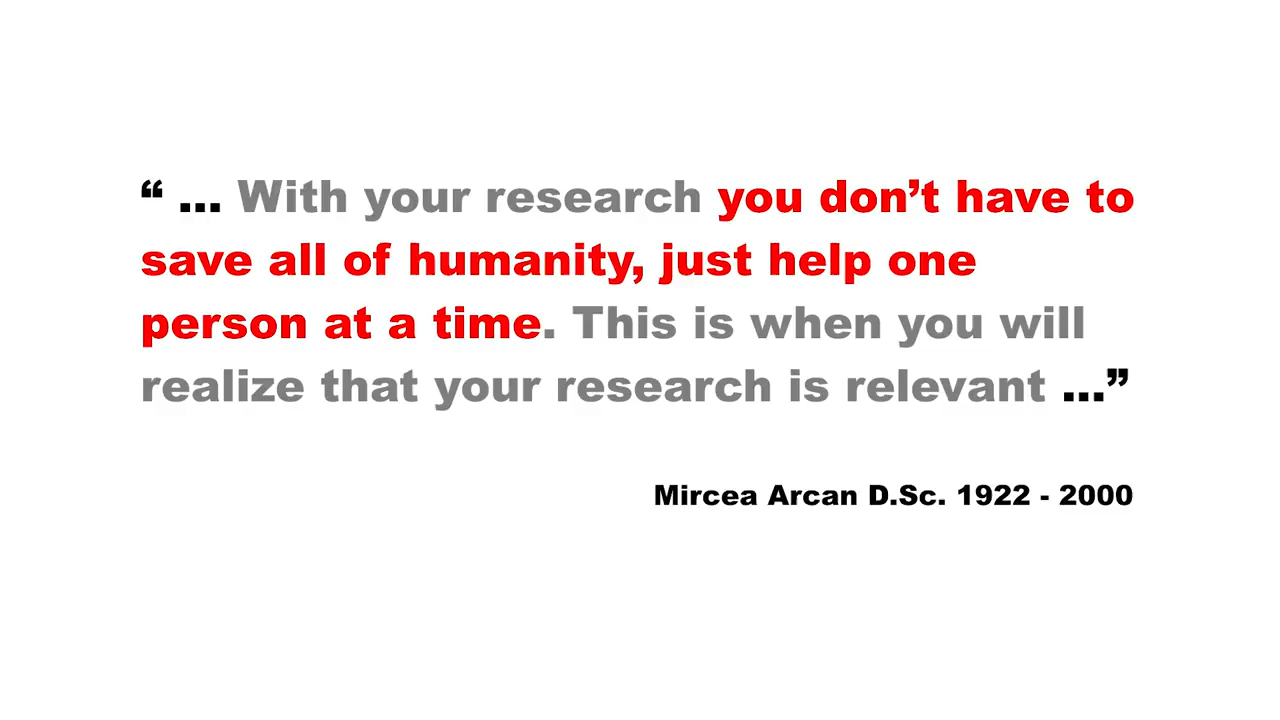 “ ... With your research you don’t have to
save all of humanity, just help one
person at a time. This is when you will
realize that your research is relevant ...”
Mircea Arcan D.Sc. 1922 - 2000